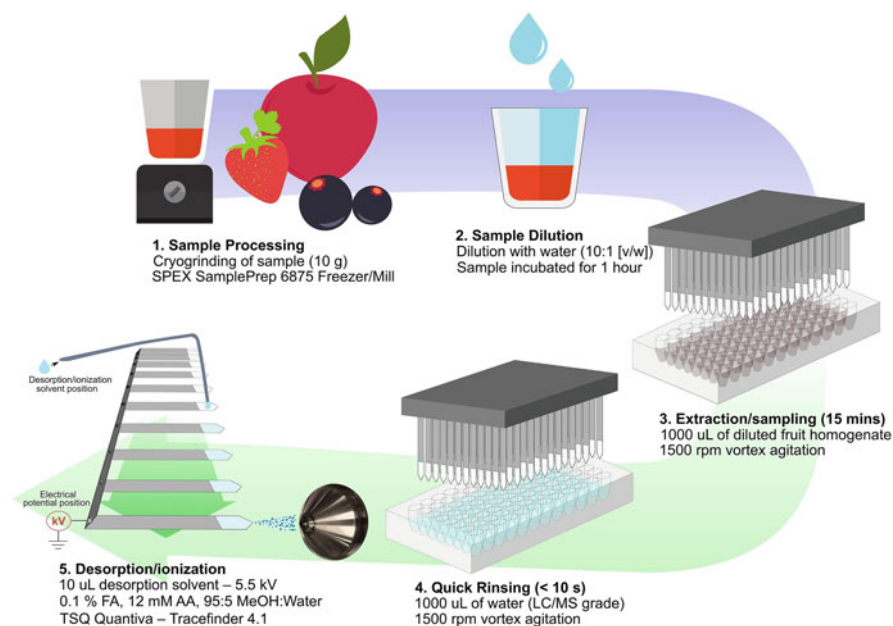 1. Sample Processing
Cryogrinding of sample (10 g)
SPEX SamplePrep 6875 Freezer/Mill
2. Sample Dilution
Dilution with water (10:1 [v/w])
Sample incubated for 1 hour
3. Extraction/sampling (15 mins)
1000 uL of diluted fruit homogenate
1500 rpm vortex agitation
4. Quick Rinsing (< 10 s)
1000 uL of water (LC/MS grade)
1500 rpm vortex agitation
Desorption/ionization
solvent position
Electrical
potential position
kV
5. Desorption/ionization
10 uL desorption solvent – 5.5 kV
0.1 % FA, 12 mM AA, 95:5 MeOH:Water
TSQ Quantiva – Tracefinder 4.1